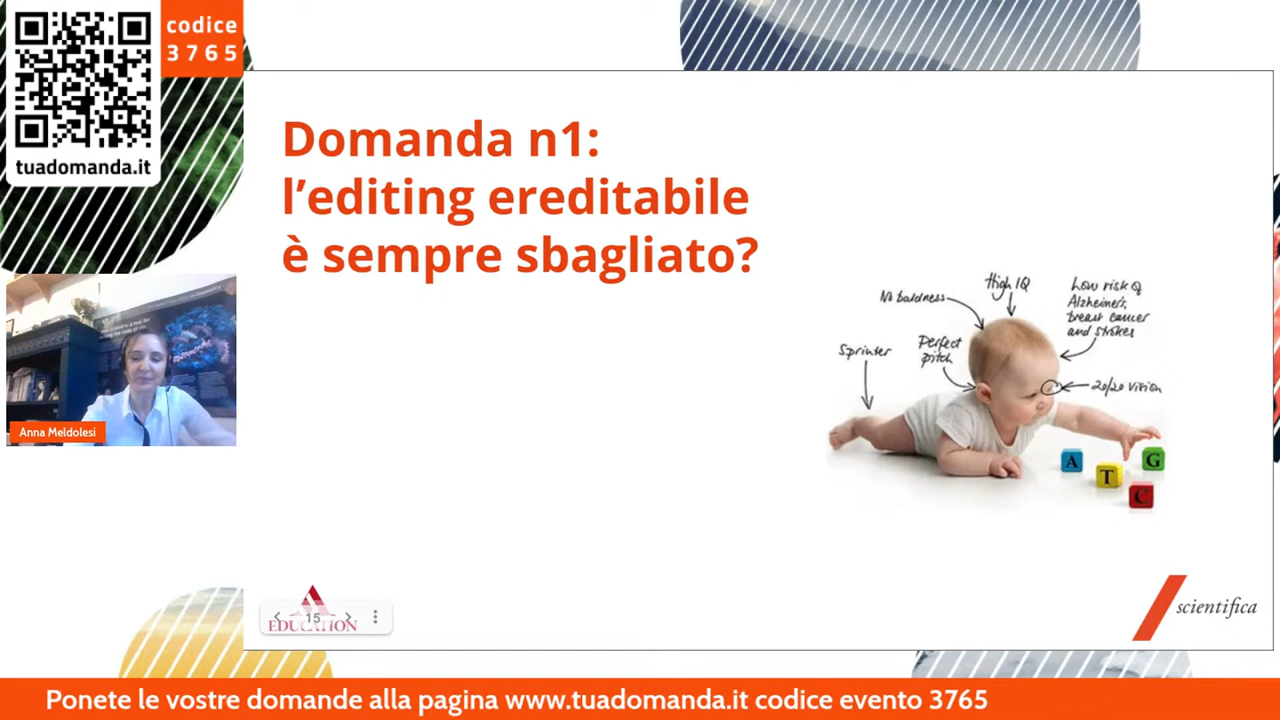 codice
3765
tuadomanda.it
Domanda n1:
l’editing ereditabile
è sempre sbagliato?
No baldness
High IQ
Low risk of
Alzheimer's,
breast cancer
and strokes
Sprinter
Perfect
pitch
20/20 vision
A
T
G
C
Anna Meldolesi
15
EDUCATION
scientifica
Ponete le vostre domande alla pagina www.tuadomanda.it codice evento 3765